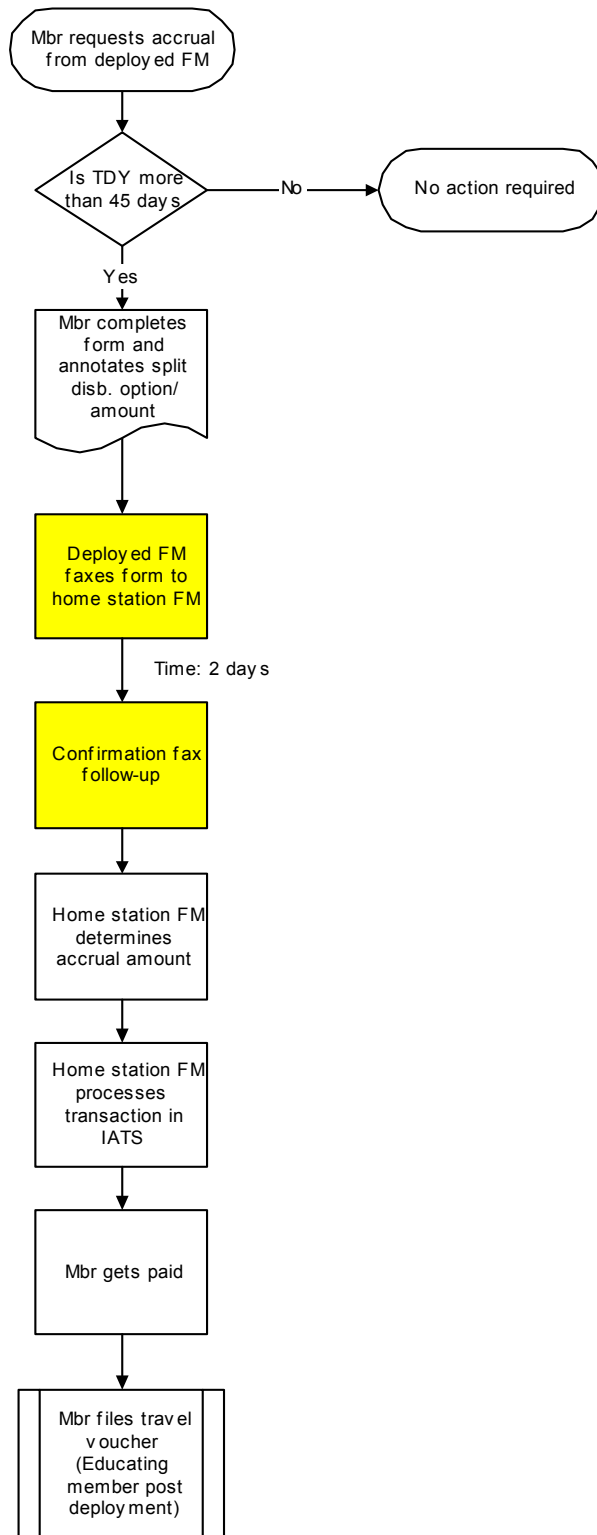 Mbr requests accrual
from deployed FM
Is TDY more
than 45 days
No
No action required
Yes
Mbr completes
form and
annotates split
disb. option/
amount
Deployed FM
faxes form to
home station FM
Time: 2 days
Confirmation fax
follow-up
Home station FM
determines
accrual amount
Home station FM
processes
transaction in
IATS
Mbr gets paid
Mbr files travel
voucher
(Educating
member post
deployment)